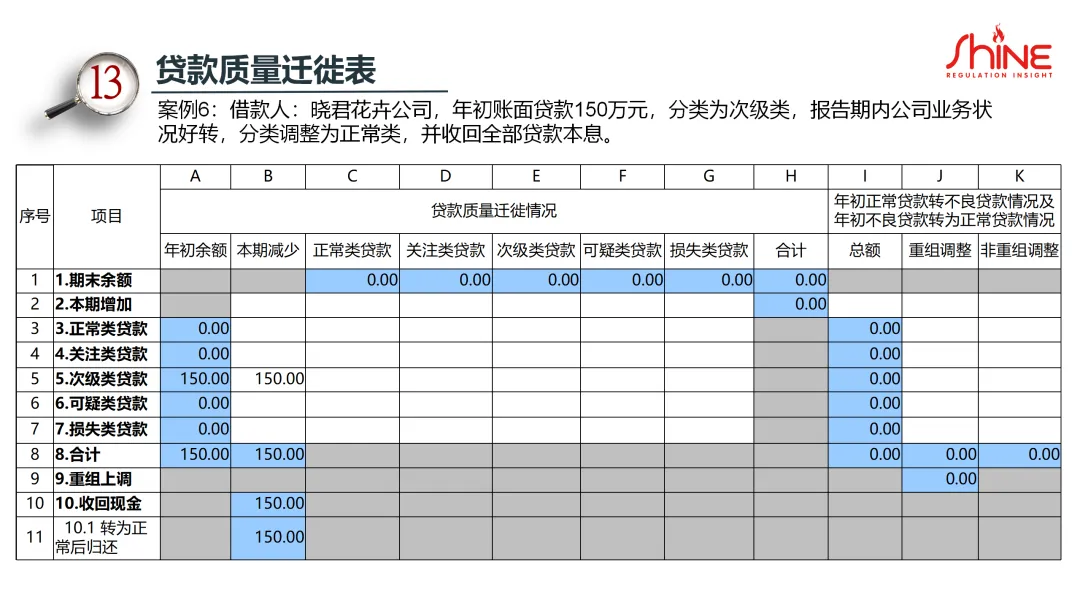 13
贷款质量迁徙表
SHINE
REGULATION INSIGHT
案例6：借款人：晓君花卉公司，年初账面贷款150万元，分类为次级类，报告期内公司业务状
况好转，分类调整为正常类，并收回全部贷款本息。
序号 项目 A B C D E F G H I J K
贷款质量迁徙情况 年初正常贷款转不良贷款情况及
年初不良贷款转为正常贷款情况
年初余额 本期减少 正常类贷款 关注类贷款 次级类贷款 可疑类贷款 损失类贷款 合计 总额 重组调整 非重组调整
1 1.期末余额 0.00 0.00 0.00 0.00 0.00 0.00
2 2.本期增加 0.00
3 3.正常类贷款 0.00 0.00
4 4.关注类贷款 0.00 0.00
5 5.次级类贷款 150.00 150.00 0.00
6 6.可疑类贷款 0.00 0.00
7 7.损失类贷款 0.00 0.00
8 8.合计 150.00 150.00 0.00 0.00 0.00
9 9.重组上调 0.00
10 10.收回现金 150.00
11 10.1 转为正
常后归还 150.00